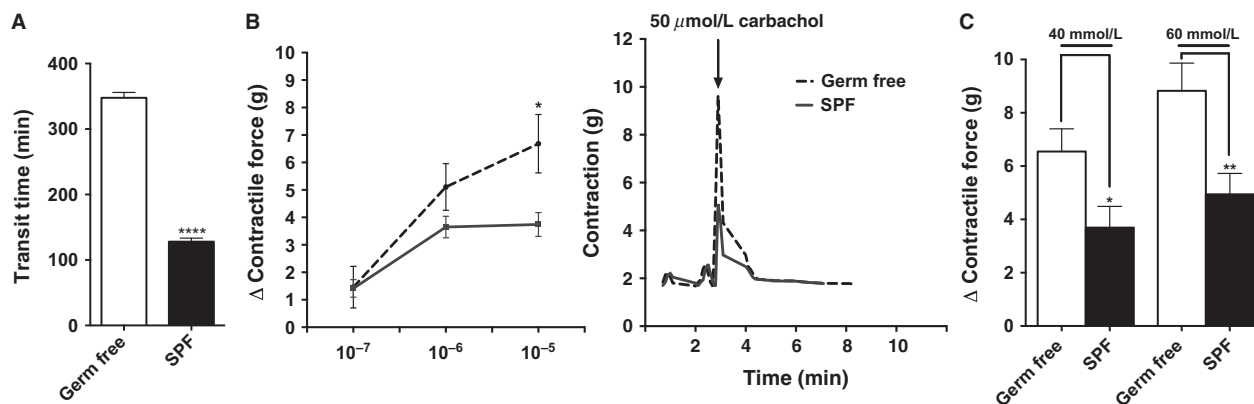 A
Transit time (min)
400
300
200
100
0
****
Germ free
SPF
B
Δ Contractile force (g)
10
9
8
7
6
5
4
3
2
1
0
*
10⁻⁷
10⁻⁶
10⁻⁵
50 μmol/L carbachol
Contraction (g)
12
10
8
6
4
2
0
Germ free
SPF
2
4
6
8
10
Time (min)
C
Δ Contractile force (g)
10
8
6
4
2
0
40 mmol/L
60 mmol/L
*
**
Germ free
SPF
Germ free
SPF